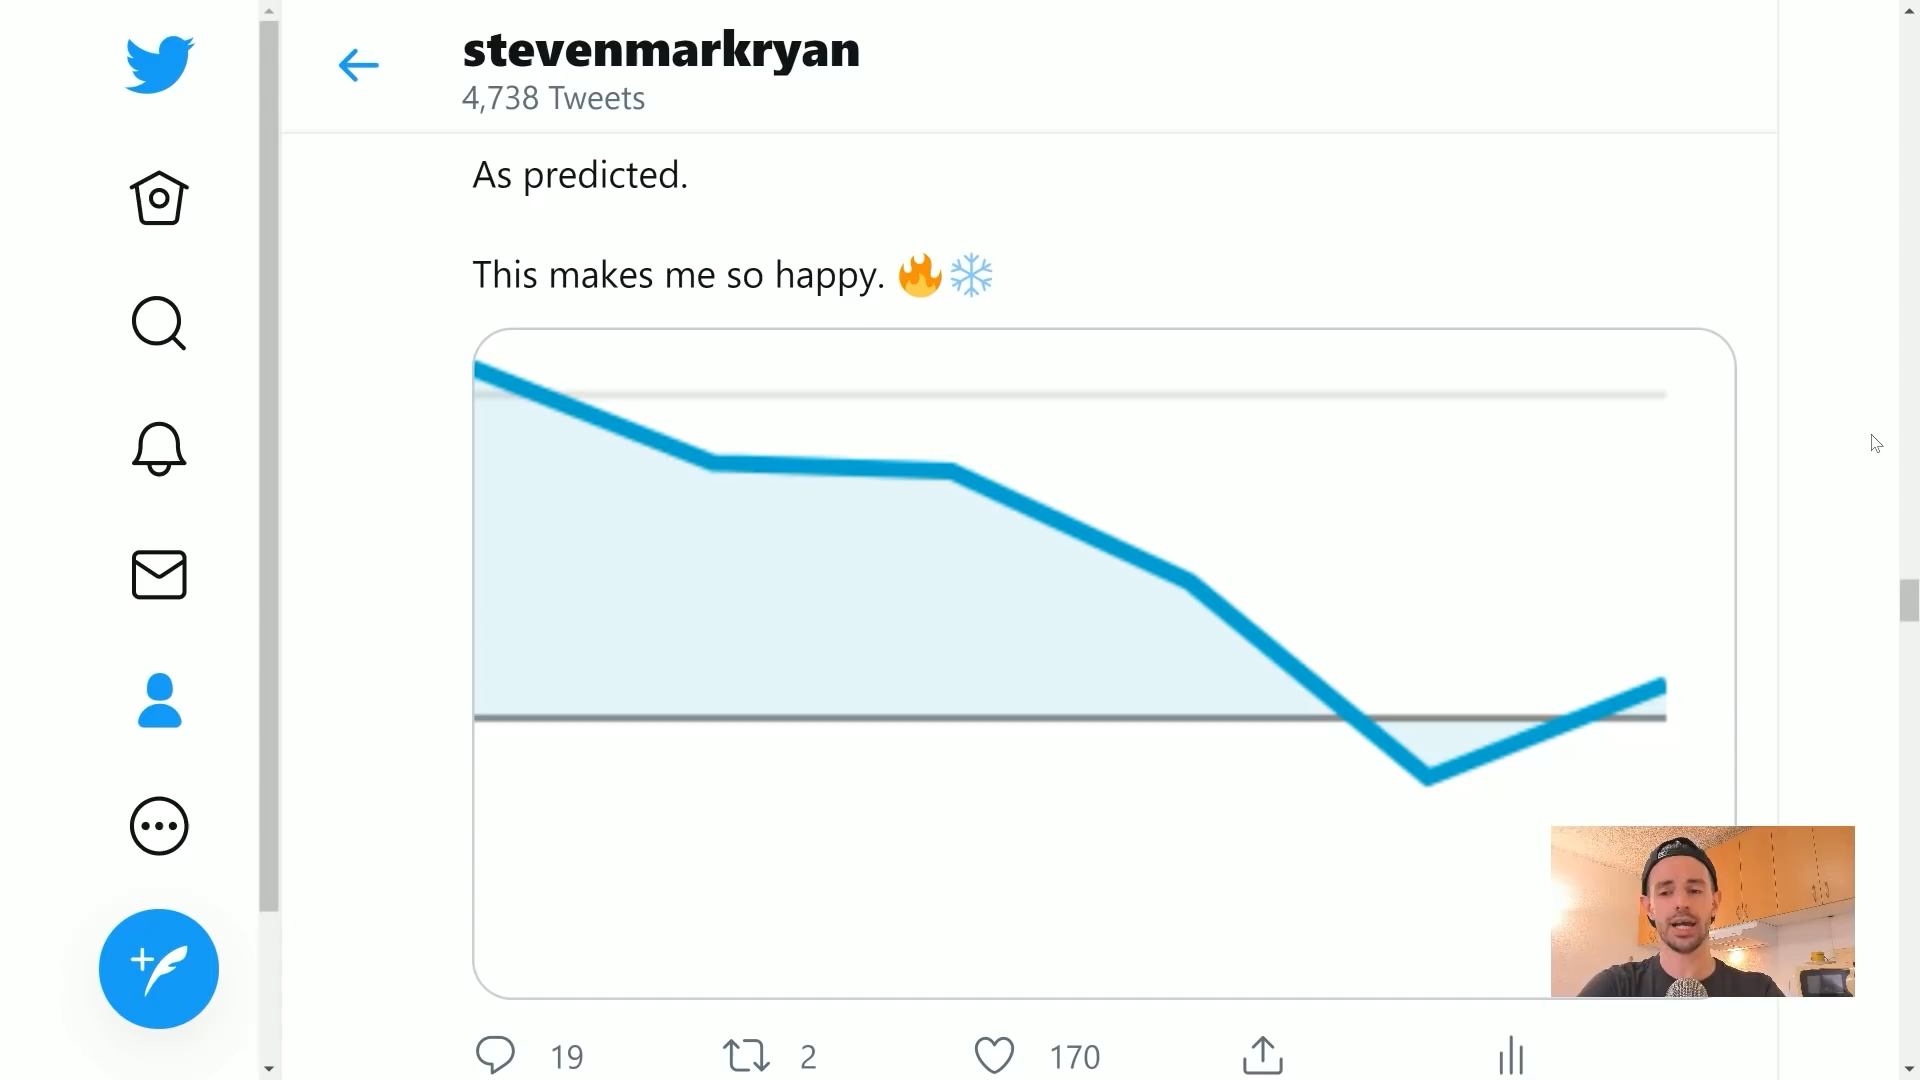 stevenmarkryan
4,738 Tweets
As predicted.
This makes me so happy. 🔥❄️
19
2
170